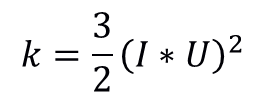 k = 3/2 (I * U)²